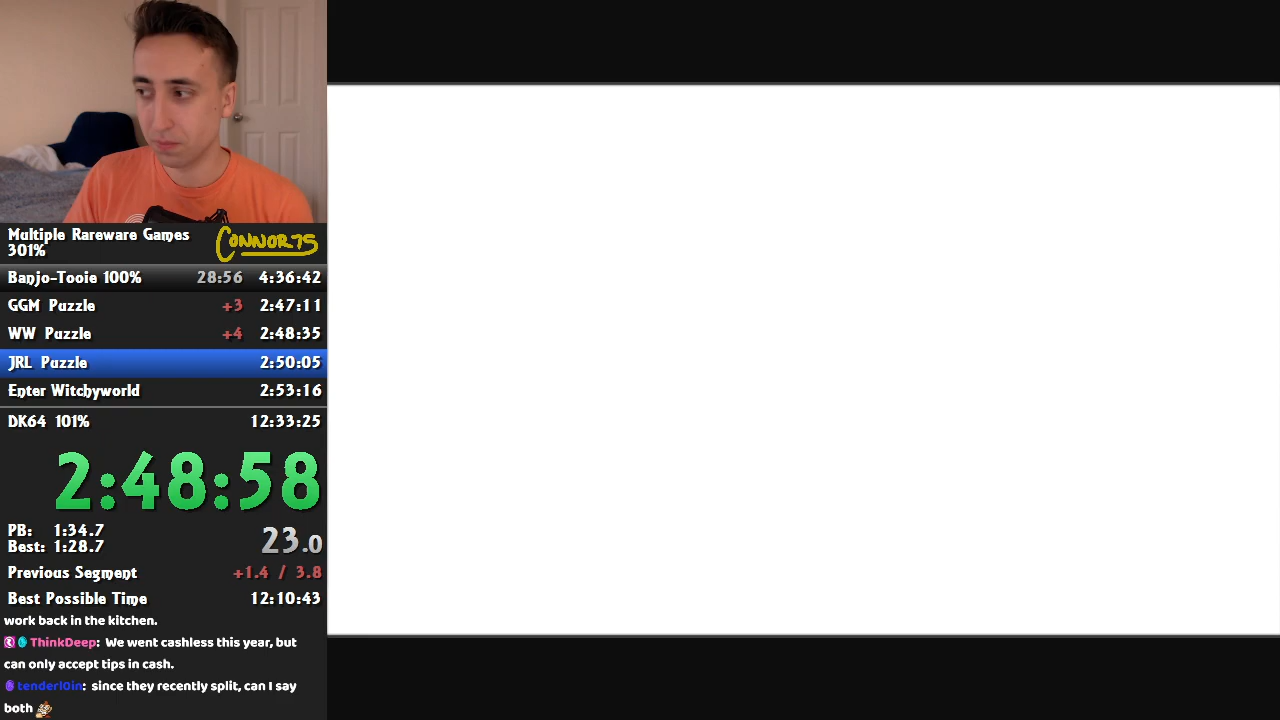 Multiple Rareware Games
301%
CONNOR75
Banjo-Tooie 100% 28:56 4:36:42
GGM Puzzle +3 2:47:11
WW Puzzle +4 2:48:35
JRL Puzzle 2:50:05
Enter Witchyworld 2:53:16
DK64 101% 12:33:25
2:48:58
PB: 1:34.7
Best: 1:28.7
23.0
Previous Segment +1.4 / 3.8
Best Possible Time 12:10:43
work back in the kitchen.
ThinkDeep: We went cashless this year, but
can only accept tips in cash.
tenderl0in: since they recently split, can I say
both